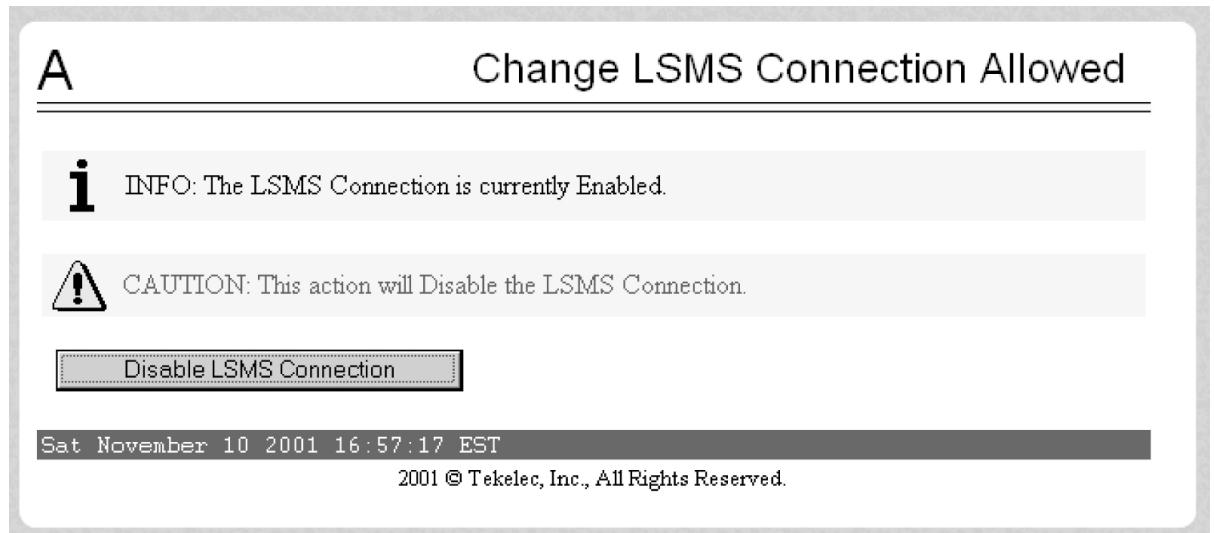 A
Change LSMS Connection Allowed
INFO: The LSMS Connection is currently Enabled.
CAUTION: This action will Disable the LSMS Connection.
Disable LSMS Connection
Sat November 10 2001 16:57:17 EST
2001 © Tekelec, Inc., All Rights Reserved.